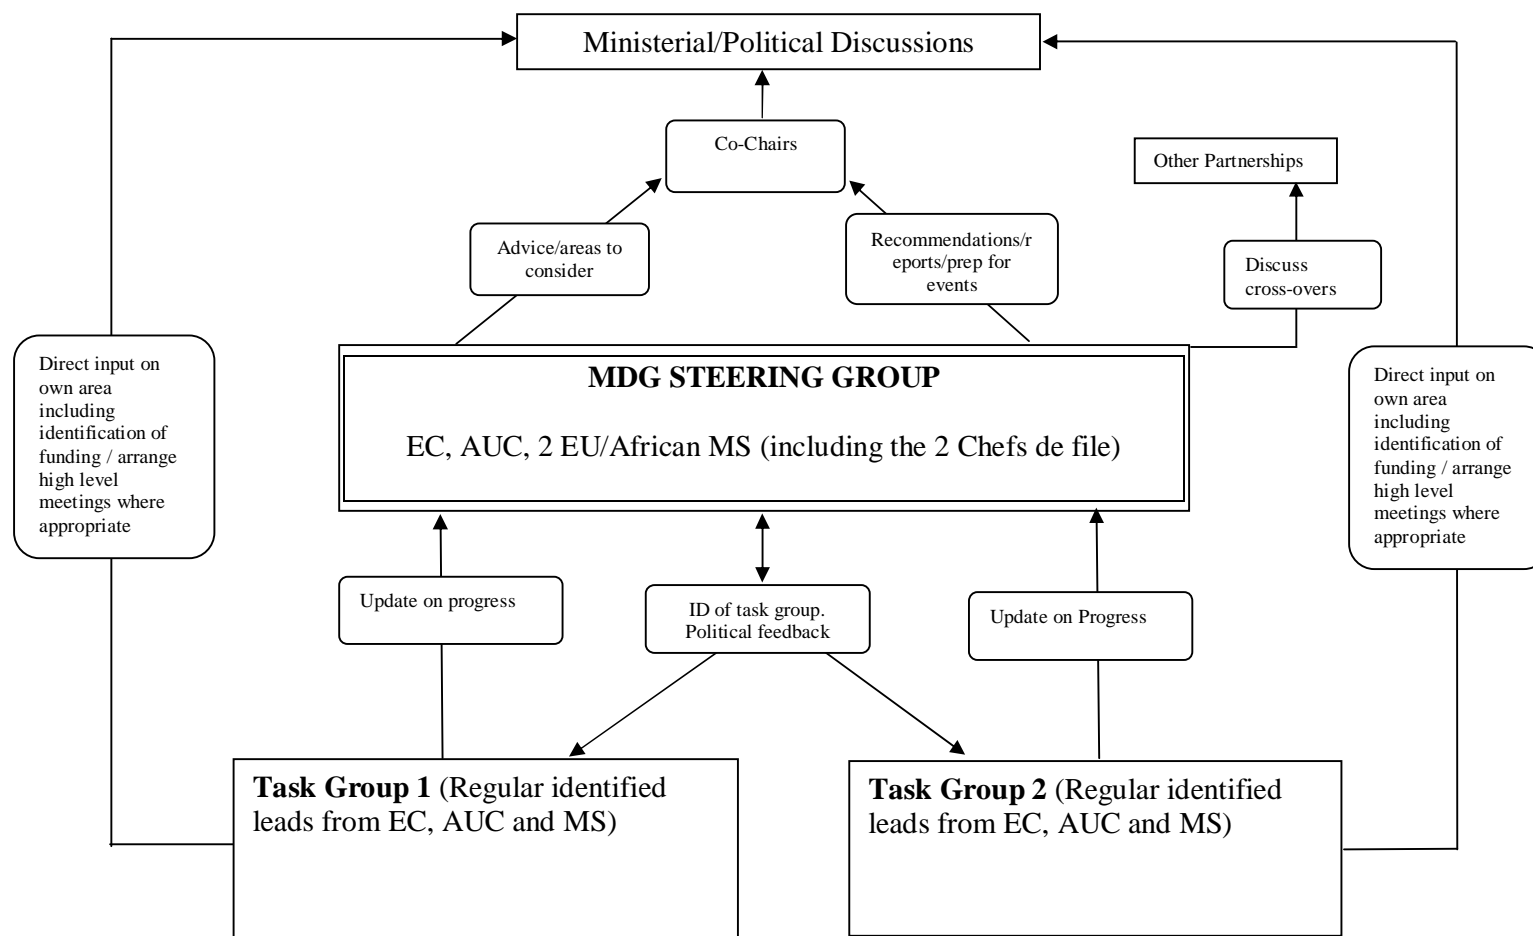 Ministerial/Political Discussions
Co-Chairs
Other Partnerships
Advice/areas to
consider
Recommendations/r
eports/prep for
events
Discuss
cross-overs
Direct input on
own area
including
identification of
funding / arrange
high level
meetings where
appropriate
MDG STEERING GROUP
EC, AUC, 2 EU/African MS (including the 2 Chefs de file)
Direct input on
own area
including
identification of
funding / arrange
high level
meetings where
appropriate
Update on progress
ID of task group.
Political feedback
Update on Progress
Task Group 1 (Regular identified
leads from EC, AUC and MS)
Task Group 2 (Regular identified
leads from EC, AUC and MS)